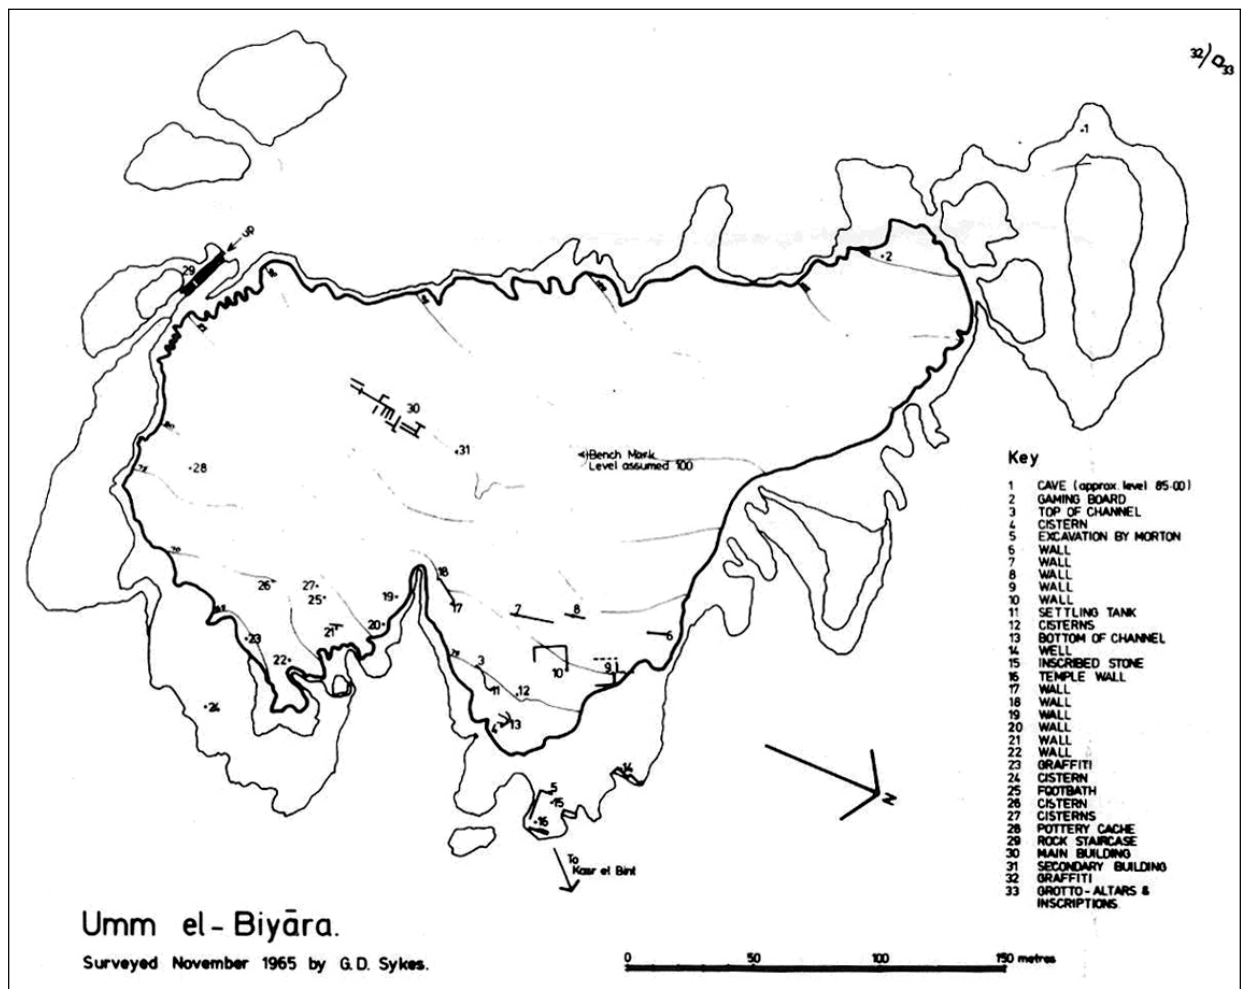 32
33
1
UP
29
2
30
31
Bench Mark
Level assumed 100
28
26
27
25
19
18
17
7
8
6
21
20
23
22
3
10
9
11
12
24
4
13
14
5
15
16
To
Kasr el Bint
N
Key
1 CAVE (approx. level 85·00)
2 GAMING BOARD
3 TOP OF CHANNEL
4 CISTERN
5 EXCAVATION BY MORTON
6 WALL
7 WALL
8 WALL
9 WALL
10 WALL
11 SETTLING TANK
12 CISTERNS
13 BOTTOM OF CHANNEL
14 WELL
15 INSCRIBED STONE
16 TEMPLE WALL
17 WALL
18 WALL
19 WALL
20 WALL
21 WALL
22 WALL
23 GRAFFITI
24 CISTERN
25 FOOTBATH
26 CISTERN
27 CISTERNS
28 POTTERY CACHE
29 ROCK STAIRCASE
30 MAIN BUILDING
31 SECONDARY BUILDING
32 GRAFFITI
33 GROTTO-ALTARS &
INSCRIPTIONS
Umm el-Biyāra.
Surveyed November 1965 by G.D. Sykes.
0 50 100 150 metres